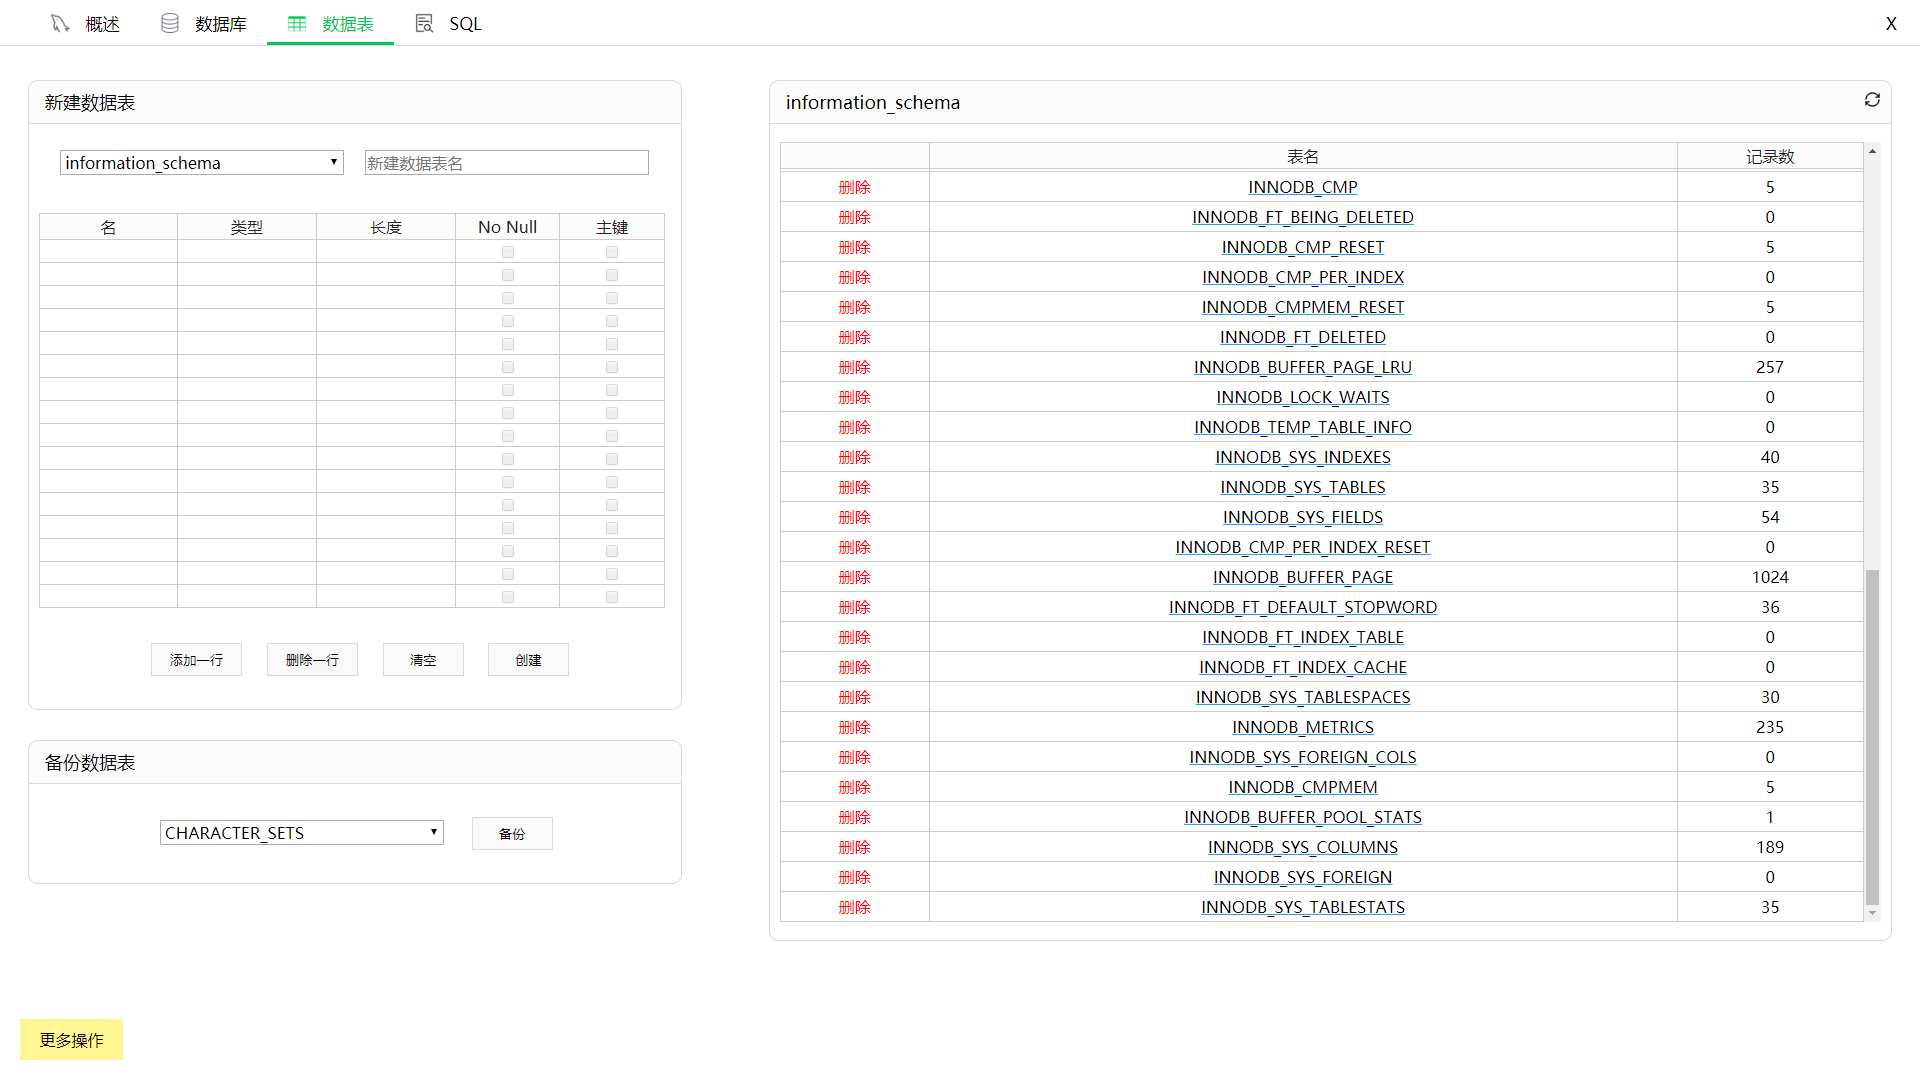 概述 数据库 数据表 SQL X
新建数据表
information_schema 新建数据表名
名 类型 长度 No Null 主键
添加一行 删除一行 清空 创建
备份数据表
CHARACTER_SETS 备份
information_schema
表名 记录数
删除 INNODB_CMP 5
删除 INNODB_FT_BEING_DELETED 0
删除 INNODB_CMP_RESET 5
删除 INNODB_CMP_PER_INDEX 0
删除 INNODB_CMPMEM_RESET 5
删除 INNODB_FT_DELETED 0
删除 INNODB_BUFFER_PAGE_LRU 257
删除 INNODB_LOCK_WAITS 0
删除 INNODB_TEMP_TABLE_INFO 0
删除 INNODB_SYS_INDEXES 40
删除 INNODB_SYS_TABLES 35
删除 INNODB_SYS_FIELDS 54
删除 INNODB_CMP_PER_INDEX_RESET 0
删除 INNODB_BUFFER_PAGE 1024
删除 INNODB_FT_DEFAULT_STOPWORD 36
删除 INNODB_FT_INDEX_TABLE 0
删除 INNODB_FT_INDEX_CACHE 0
删除 INNODB_SYS_TABLESPACES 30
删除 INNODB_METRICS 235
删除 INNODB_SYS_FOREIGN_COLS 0
删除 INNODB_CMPMEM 5
删除 INNODB_BUFFER_POOL_STATS 1
删除 INNODB_SYS_COLUMNS 189
删除 INNODB_SYS_FOREIGN 0
删除 INNODB_SYS_TABLESTATS 35
更多操作